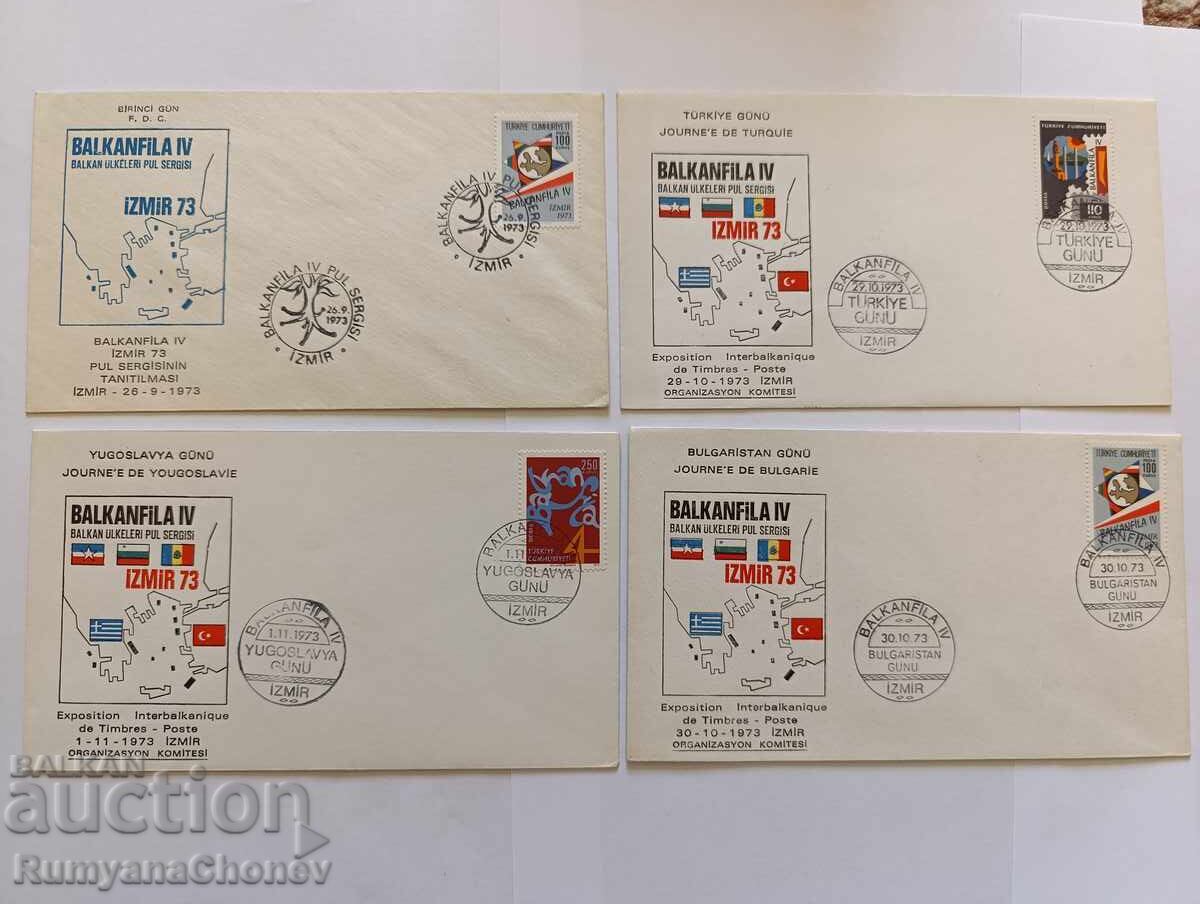 BİRİNCİ GÜN
F. D. C.
BALKANFİLA IV
BALKAN ÜLKELERİ PUL SERGİSİ
İZMİR 73
BALKANFİLA IV
İZMİR 73
PUL SERGİSİNİN
TANITILMASI
İZMİR - 26 - 9 - 1973
BALKANFİLA IV PUL SERGİSİ
26.9.
1973
İZMİR
TÜRKİYE CUMHURİYETİ
100
BALKANFİLA IV
İZMİR
1973
BALKANFİLA IV PUL SERGİSİ
26.9.
1973
İZMİR
TÜRKİYE GÜNÜ
JOURNE'E DE TURQUIE
BALKANFİLA IV
BALKAN ÜLKELERİ PUL SERGİSİ
İZMİR 73
Exposition Interbalkanique
de Timbres - Poste
29 - 10 - 1973 İZMİR
ORGANİZASYON KOMİTESİ
BALKANFİLA IV
29.10.1973
TÜRKİYE
GÜNÜ
İZMİR
TÜRKİYE CUMHURİYETİ
BALKANFİLA IV
110
29.10.1973
TÜRKİYE
GÜNÜ
İZMİR
YUGOSLAVYA GÜNÜ
JOURNE'E DE YOUGOSLAVİE
BALKANFİLA IV
BALKAN ÜLKELERİ PUL SERGİSİ
İZMİR 73
Exposition Interbalkanique
de Timbres - Poste
1 - 11 - 1973 İZMİR
ORGANİZASYON KOMİTESİ
BALKANFİLA IV
1.11.1973
YUGOSLAVYA
GÜNÜ
İZMİR
250
TÜRKİYE
CUMHURİYETİ
BALKANF
1.11
YUGOSLAVYA
GÜNÜ
İZMİR
BULGARİSTAN GÜNÜ
JOURNE'E DE BULGARİE
BALKANFİLA IV
BALKAN ÜLKELERİ PUL SERGİSİ
İZMİR 73
Exposition Interbalkanique
de Timbres - Poste
30 - 10 - 1973 İZMİR
ORGANİZASYON KOMİTESİ
BALKANFİLA IV
30.10.73
BULGARİSTAN
GÜNÜ
İZMİR
TÜRKİYE CUMHURİYETİ
100
BALKANFİLA IV
BALKANFİLA IV
30.10.73
BULGARİSTAN
GÜNÜ
İZMİR
BALKAN
auction
RumyanaChonev